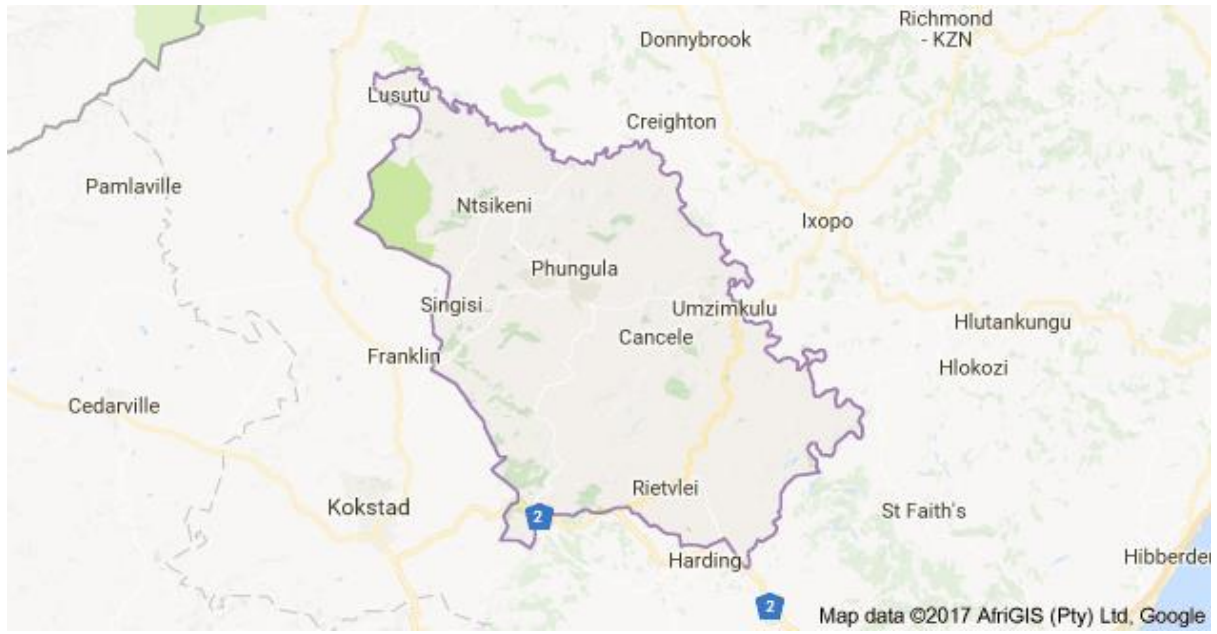 Richmond
- KZN
Donnybrook
Lusutu
Creighton
Pamlaville
Ntsikeni
Ixopo
Phungula
Singisi
Umzimkulu
Hlutankungu
Cancele
Franklin
Hlokozi
Cedarville
Rietvlei
Kokstad
2
St Faith's
Harding
Hibberden
2
Map data ©2017 AfriGIS (Pty) Ltd, Google